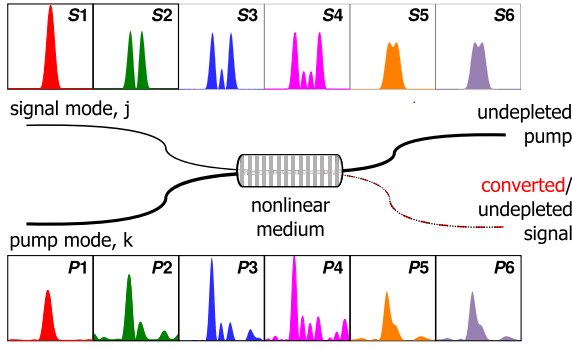 S1 S2 S3 S4 S5 S6
signal mode, j
undepleted
pump
converted/
undepleted
signal
nonlinear
medium
pump mode, k
P1 P2 P3 P4 P5 P6